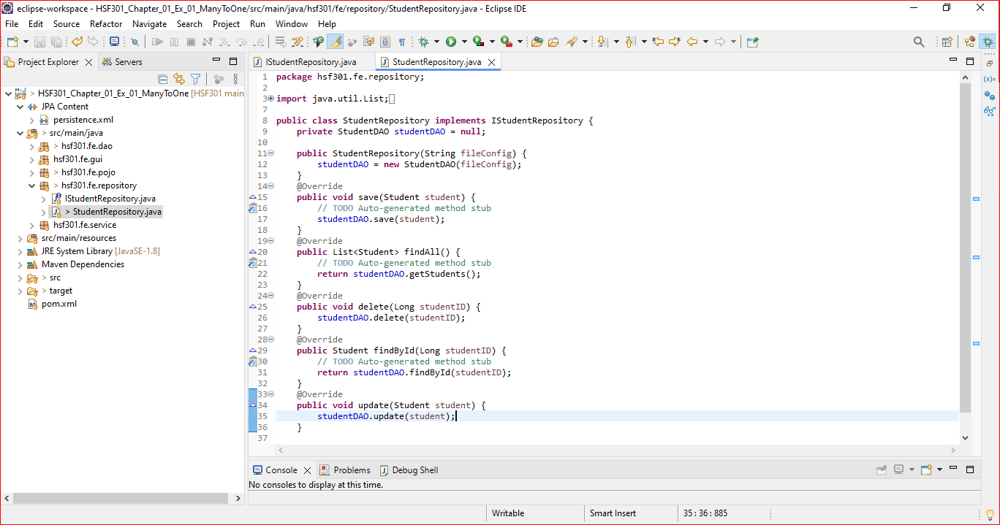 eclipse-workspace - HSF301_Chapter_01_Ex_01_ManyToOne/src/main/java/hsf301/fe/repository/StudentRepository.java - Eclipse IDE
File Edit Source Refactor Navigate Search Project Run Window Help
Project Explorer Servers
> HSF301_Chapter_01_Ex_01_ManyToOne [HSF301 main
JPA Content
persistence.xml
> src/main/java
> hsf301.fe.dao
hsf301.fe.gui
> hsf301.fe.pojo
> hsf301.fe.repository
IStudentRepository.java
> StudentRepository.java
hsf301.fe.service
src/main/resources
JRE System Library [JavaSE-1.8]
Maven Dependencies
> src
> target
pom.xml
IStudentRepository.java StudentRepository.java
1 package hsf301.fe.repository;
2
3 import java.util.List;
7
8 public class StudentRepository implements IStudentRepository {
9 private StudentDAO studentDAO = null;
10
11 public StudentRepository(String fileConfig) {
12 studentDAO = new StudentDAO(fileConfig);
13 }
14 @Override
15 public void save(Student student) {
16 // TODO Auto-generated method stub
17 studentDAO.save(student);
18 }
19 @Override
20 public List<Student> findAll() {
21 // TODO Auto-generated method stub
22 return studentDAO.getStudents();
23 }
24 @Override
25 public void delete(Long studentID) {
26 studentDAO.delete(studentID);
27 }
28 @Override
29 public Student findById(Long studentID) {
30 // TODO Auto-generated method stub
31 return studentDAO.findById(studentID);
32 }
33 @Override
34 public void update(Student student) {
35 studentDAO.update(student);
36 }
37
Console Problems Debug Shell
No consoles to display at this time.
Writable Smart Insert 35 : 36 : 885